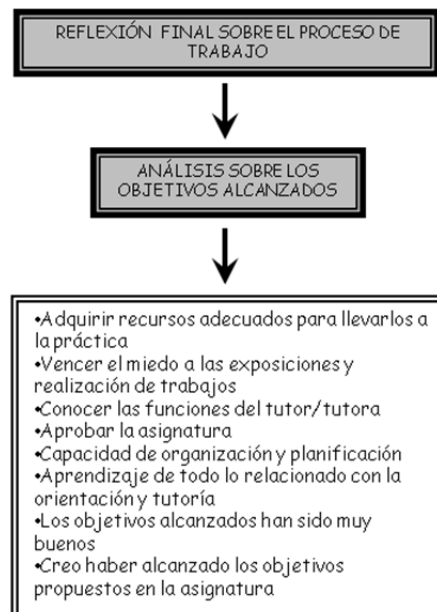 REFLEXIÓN FINAL SOBRE EL PROCESO DE
TRABAJO
ANÁLISIS SOBRE LOS
OBJETIVOS ALCANZADOS
•Adquirir recursos adecuados para llevarlos a
la práctica
•Vencer el miedo a las exposiciones y
realización de trabajos
•Conocer las funciones del tutor/tutora
•Aprobar la asignatura
•Capacidad de organización y planificación
•Aprendizaje de todo lo relacionado con la
orientación y tutoría
•Los objetivos alcanzados han sido muy
buenos
•Creo haber alcanzado los objetivos
propuestos en la asignatura